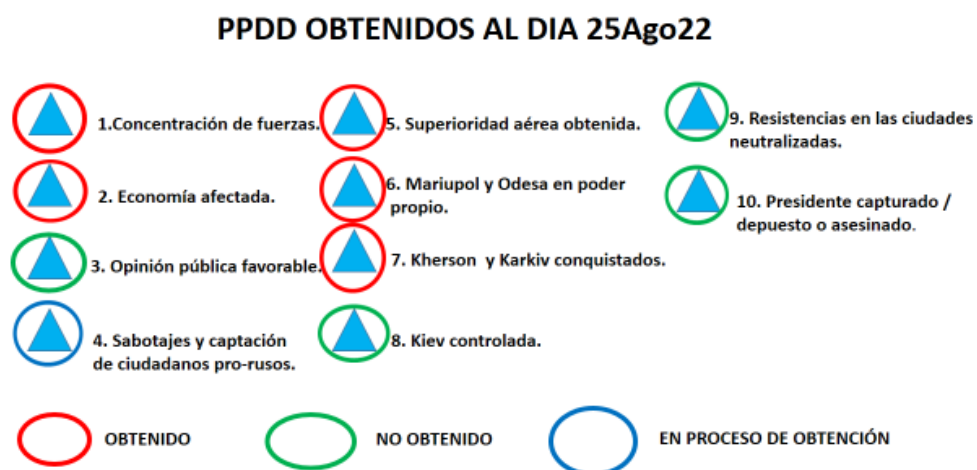 PPDD OBTENIDOS AL DIA 25Ago22
1.Concentración de fuerzas.
2. Economía afectada.
3. Opinión pública favorable.
4. Sabotajes y captación
de ciudadanos pro-rusos.
5. Superioridad aérea obtenida.
6. Mariupol y Odesa en poder
propio.
7. Kherson y Karkiv conquistados.
8. Kiev controlada.
9. Resistencias en las ciudades
neutralizadas.
10. Presidente capturado /
depuesto o asesinado.
OBTENIDO
NO OBTENIDO
EN PROCESO DE OBTENCIÓN